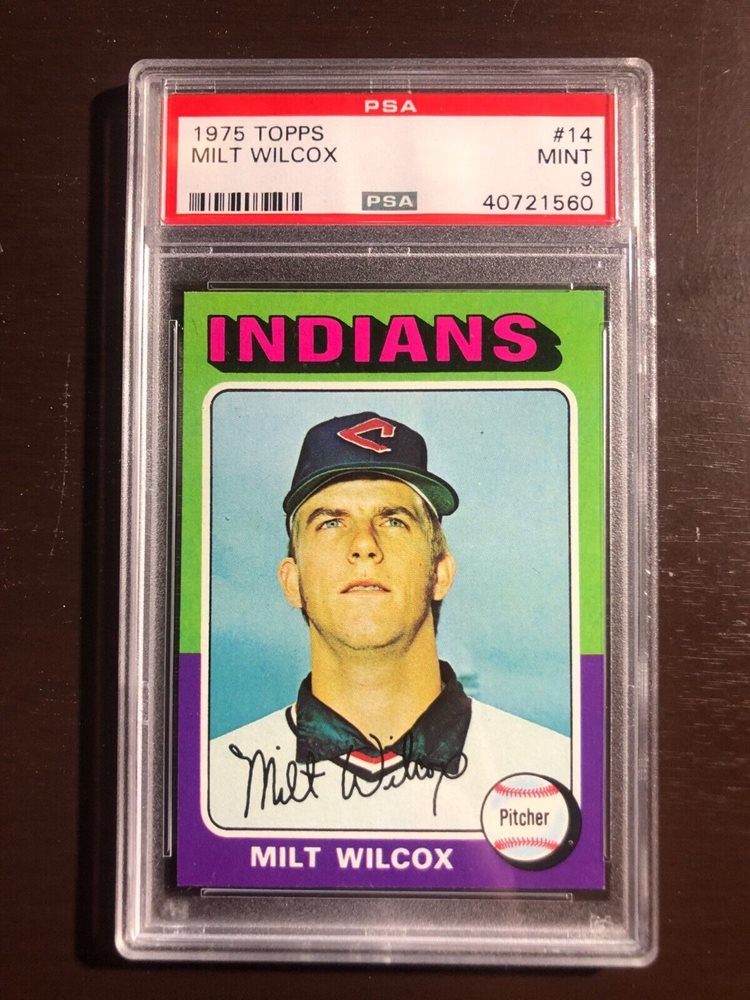 PSA
1975 TOPPS #14
MILT WILCOX MINT
9
PSA 40721560
INDIANS
C
Milt Wilcox
Pitcher
MILT WILCOX